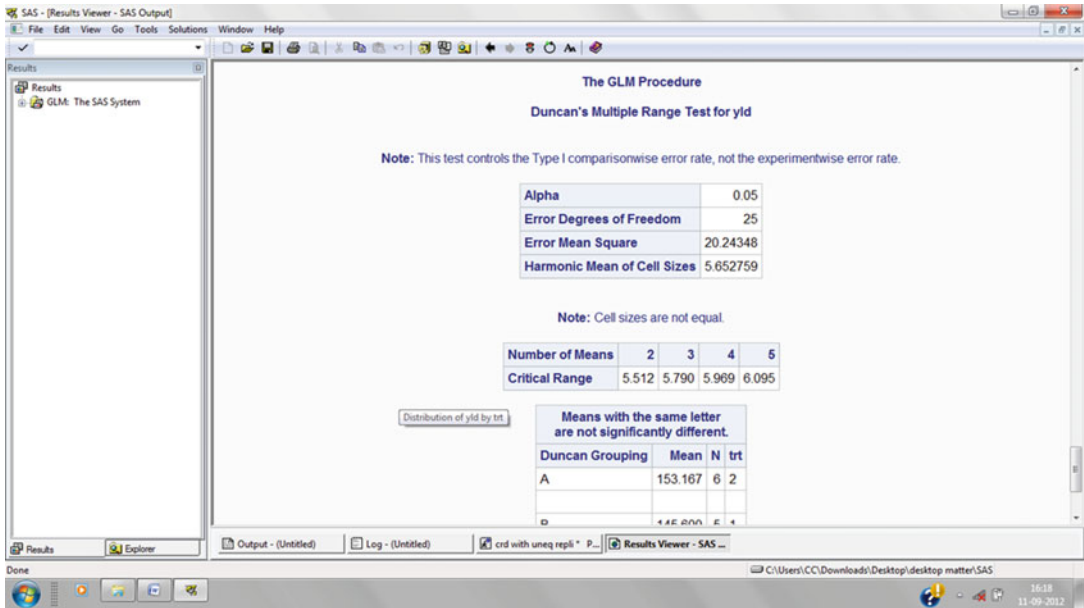 SAS - [Results Viewer - SAS Output]
File Edit View Go Tools Solutions Window Help
Results
Results
GLM: The SAS System
The GLM Procedure
Duncan's Multiple Range Test for yld
Note: This test controls the Type I comparisonwise error rate, not the experimentwise error rate.
Alpha 0.05
Error Degrees of Freedom 25
Error Mean Square 20.24348
Harmonic Mean of Cell Sizes 5.652759
Note: Cell sizes are not equal.
Number of Means 2 3 4 5
Critical Range 5.512 5.790 5.969 6.095
Distribution of yld by trt
Means with the same letter
are not significantly different.
Duncan Grouping Mean N trt
A 153.167 6 2
Results Explorer
Output - (Untitled) Log - (Untitled) crd with uneq repli * P... Results Viewer - SAS ...
Done C:\Users\CC\Downloads\Desktop\desktop matter\SAS
16:18
11-09-2012